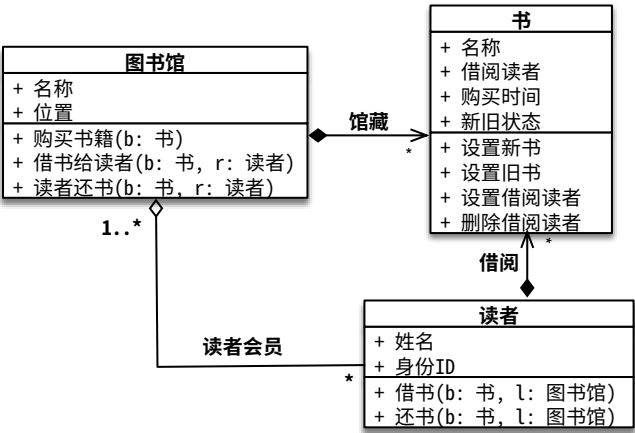 图书馆
+ 名称
+ 位置
+ 购买书籍(b: 书)
+ 借书给读者(b: 书, r: 读者)
+ 读者还书(b: 书, r: 读者)
馆藏
*
书
+ 名称
+ 借阅读者
+ 购买时间
+ 新旧状态
+ 设置新书
+ 设置旧书
+ 设置借阅读者
+ 删除借阅读者
1..*
读者会员
*
借阅
*
读者
+ 姓名
+ 身份ID
+ 借书(b: 书, l: 图书馆)
+ 还书(b: 书, l: 图书馆)